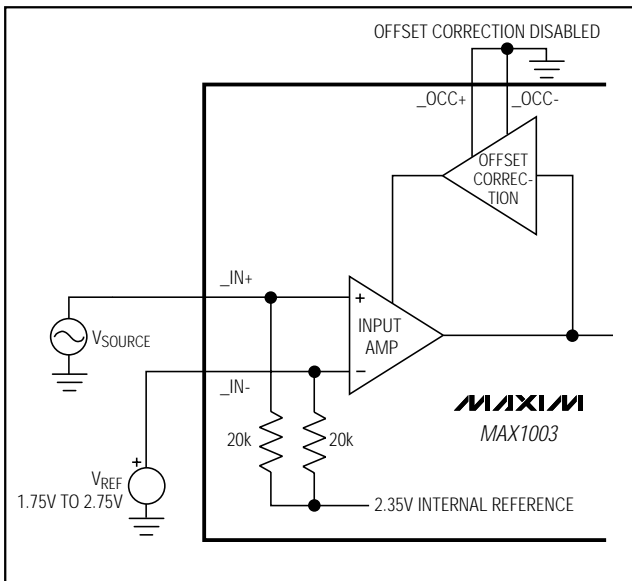 OFFSET CORRECTION DISABLED
_OCC+
_OCC-
OFFSET
CORREC-
TION
_IN+
+
INPUT
AMP
VSOURCE
_IN-
−
MAXIM
MAX1003
20k
20k
+
VREF
1.75V TO 2.75V
2.35V INTERNAL REFERENCE